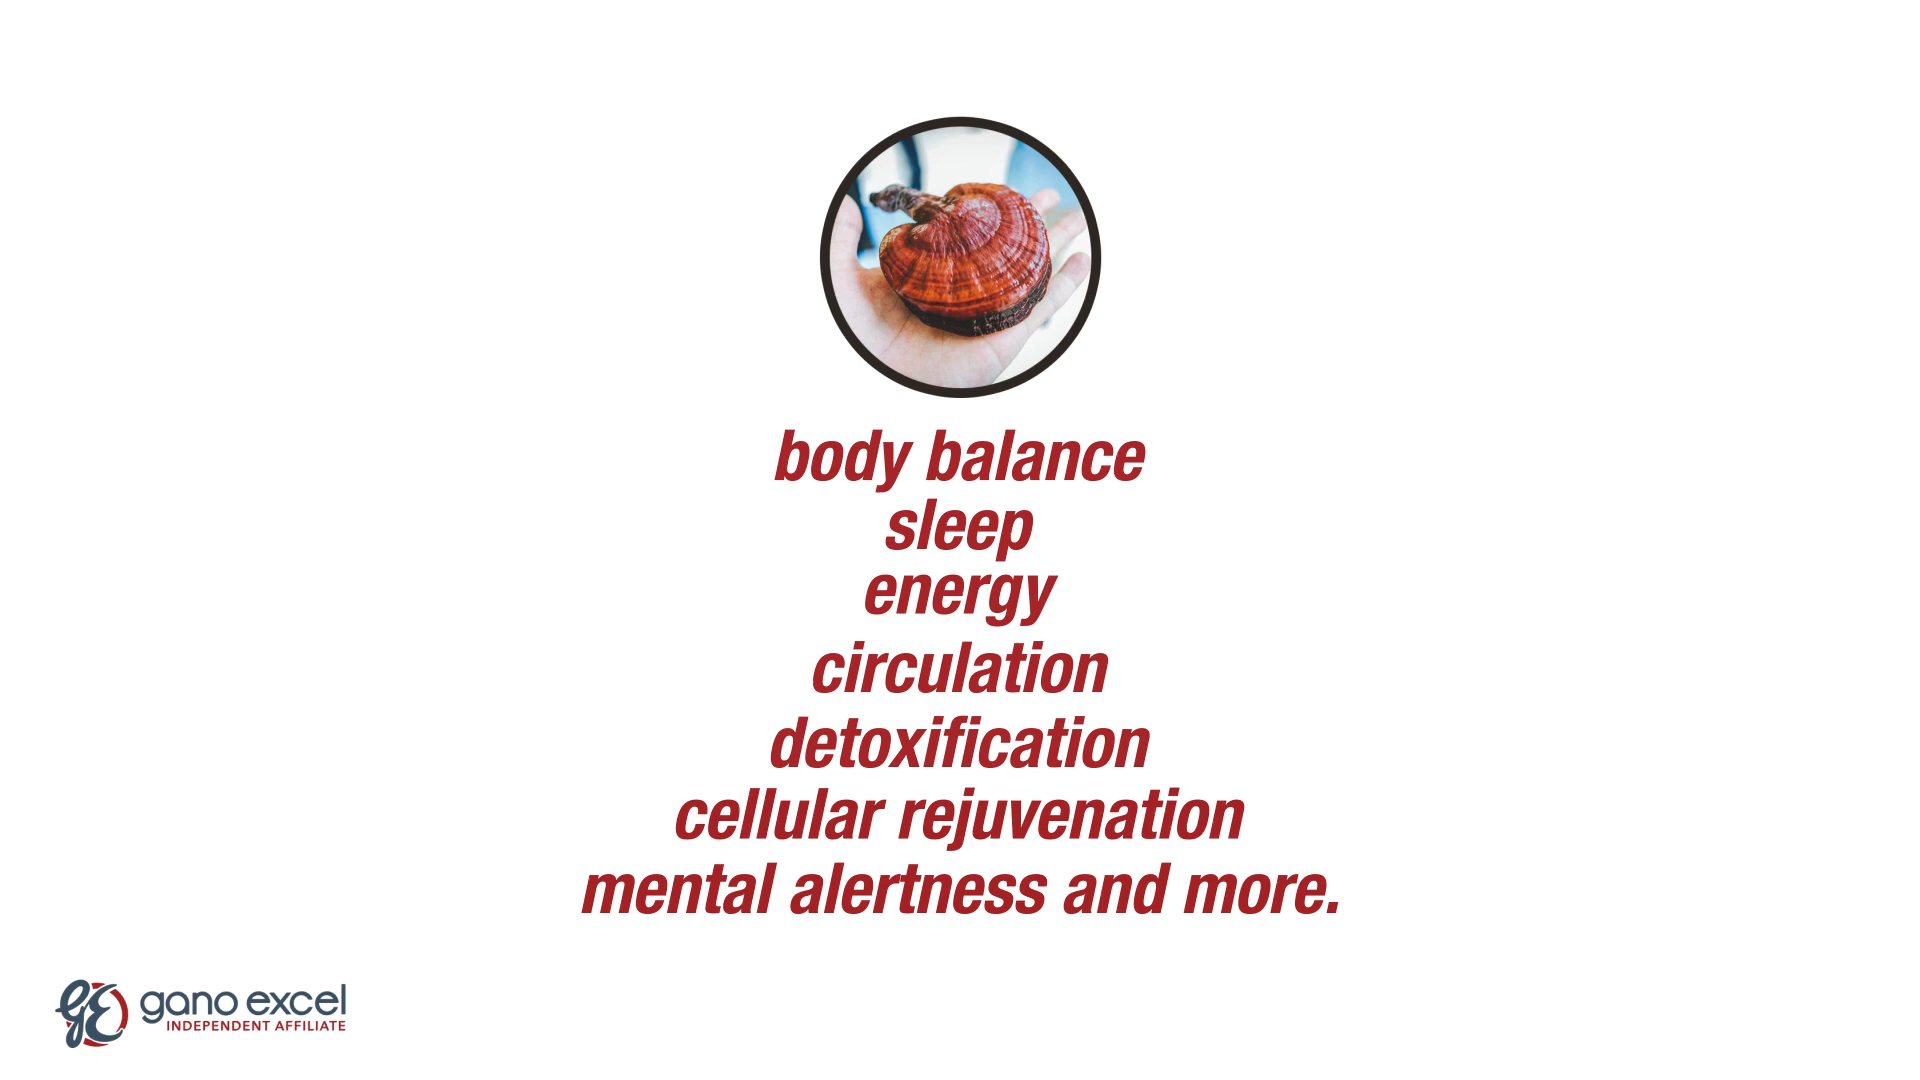 body balance
sleep
energy
circulation
detoxification
cellular rejuvenation
mental alertness and more.
gano excel
INDEPENDENT AFFILIATE